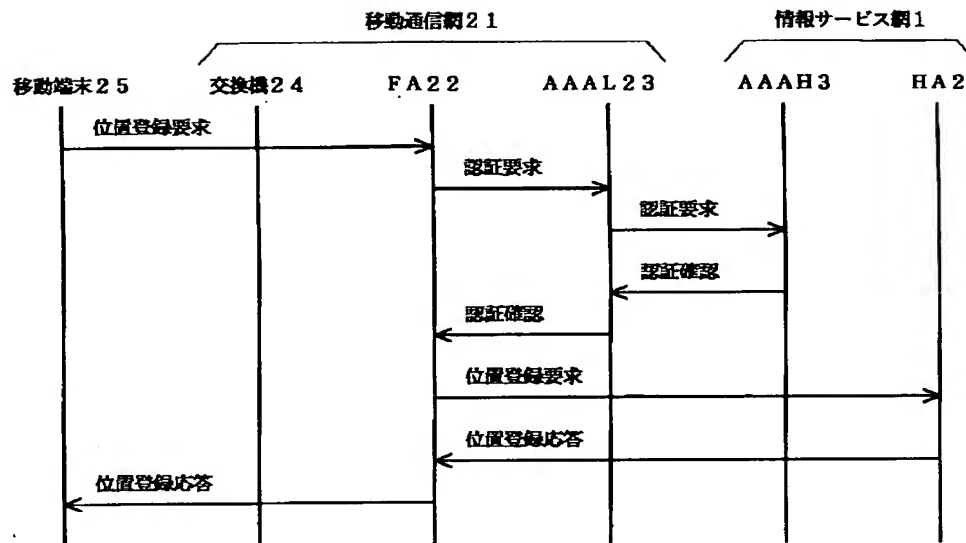 移動通信網21
情報サービス網1
移動端末25
交換機24
FA22
AAAL23
AAAH3
HA2
位置登録要求
認証要求
認証要求
認証確認
認証確認
位置登録要求
位置登録応答
位置登録応答